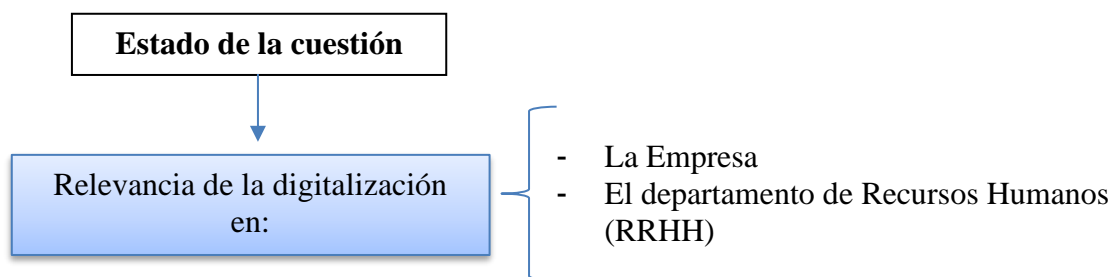 Estado de la cuestión
Relevancia de la digitalización
en:
- La Empresa
- El departamento de Recursos Humanos
(RRHH)